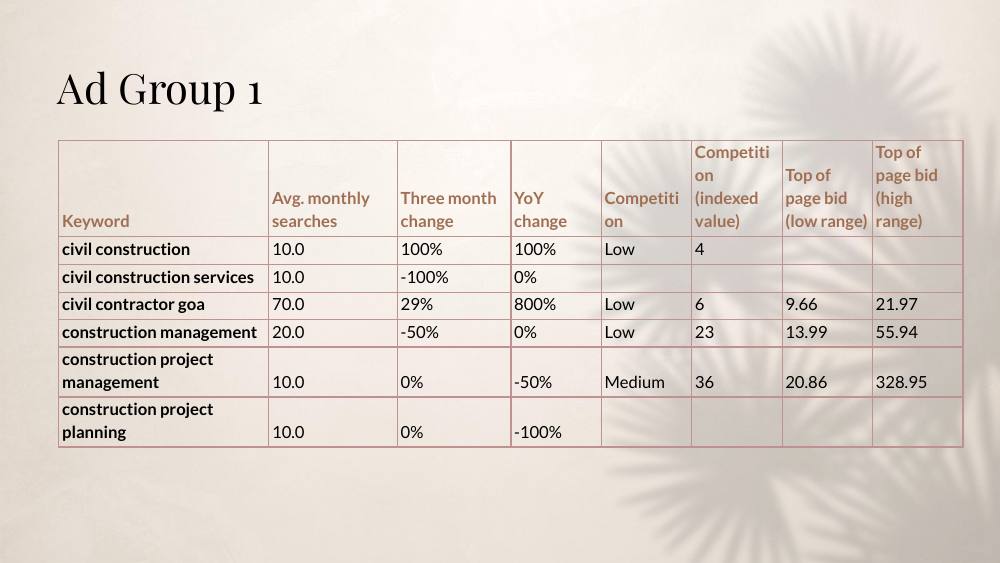 Ad Group 1
Keyword Avg. monthly searches Three month change YoY change Competiti on Competiti on (indexed value) Top of page bid (low range) Top of page bid (high range)
civil construction 10.0 100% 100% Low 4
civil construction services 10.0 -100% 0%
civil contractor goa 70.0 29% 800% Low 6 9.66 21.97
construction management 20.0 -50% 0% Low 23 13.99 55.94
construction project
management 10.0 0% -50% Medium 36 20.86 328.95
construction project
planning 10.0 0% -100%